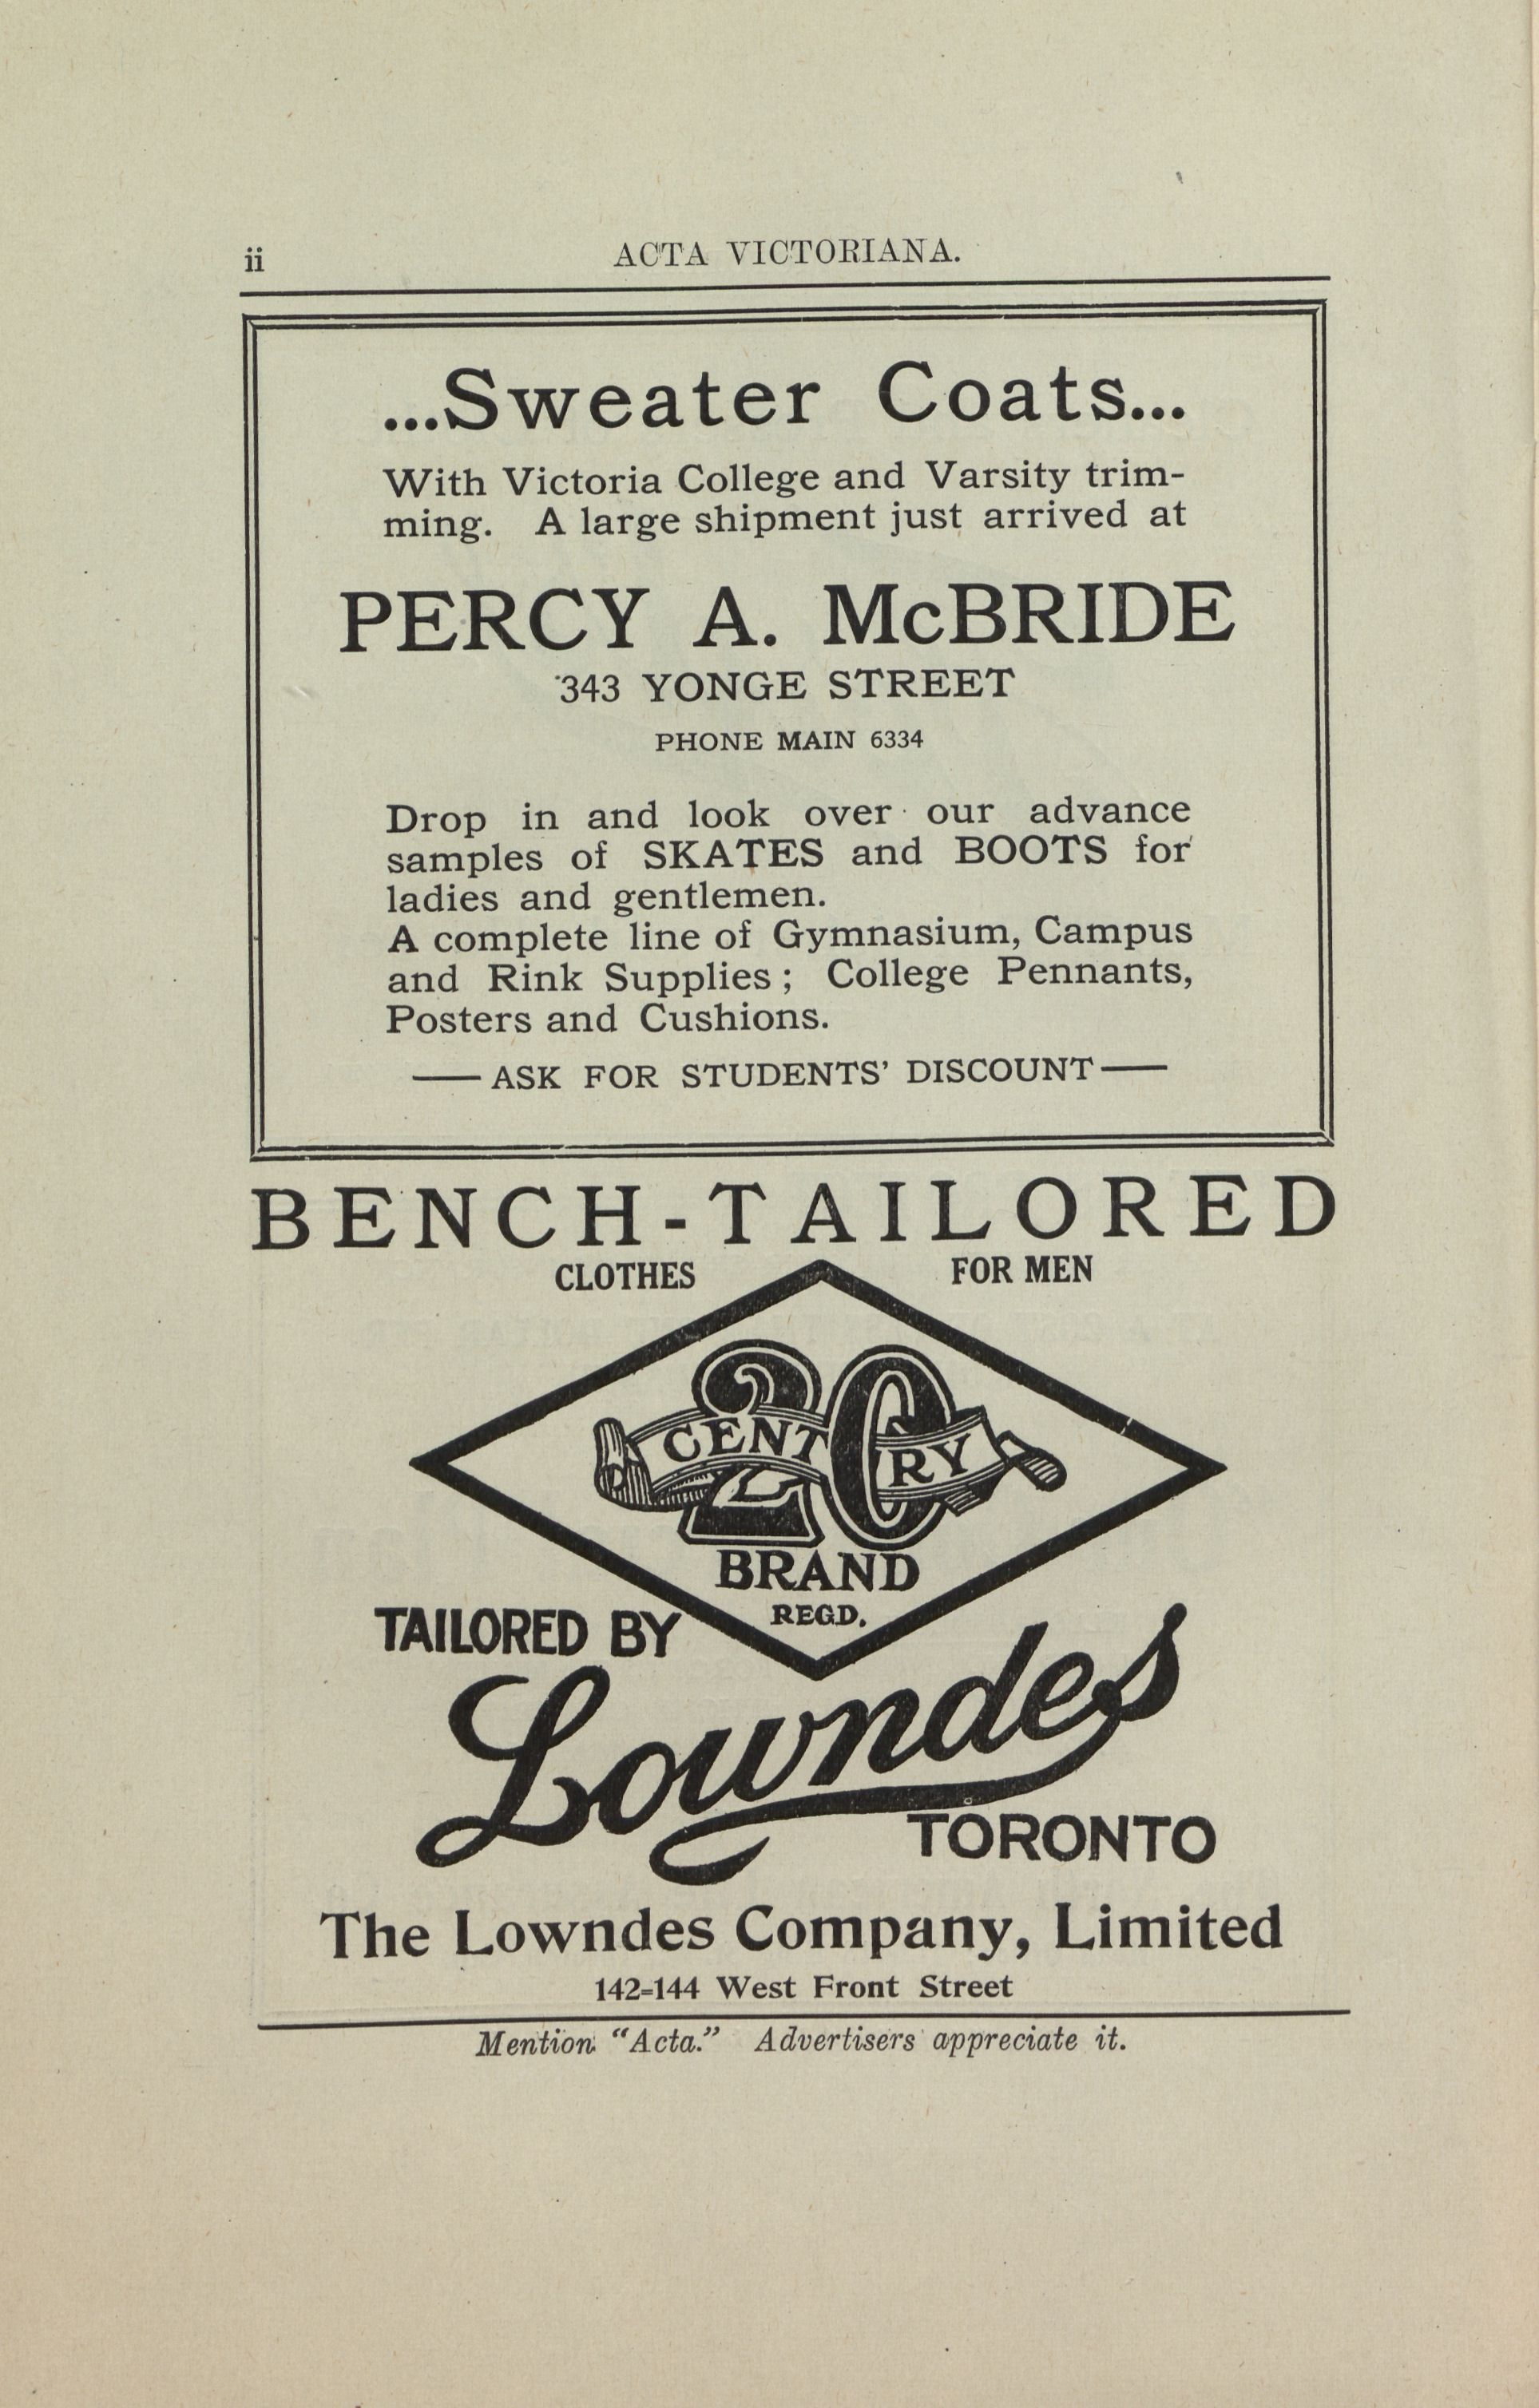 ii
ACTA VICTORIANA.
...Sweater Coats...
With Victoria College and Varsity trim-
ming. A large shipment just arrived at
PERCY A. McBRIDE
343 YONGE STREET
PHONE MAIN 6334
Drop in and look over our advance
samples of SKATES and BOOTS for
ladies and gentlemen.
A complete line of Gymnasium, Campus
and Rink Supplies; College Pennants,
Posters and Cushions.
— ASK FOR STUDENTS' DISCOUNT —
BENCH-TAILORED
CLOTHES FOR MEN
20
CENTURY
BRAND
REGD.
TAILORED BY
Lowndes
TORONTO
The Lowndes Company, Limited
142-144 West Front Street
Mention "Acta." Advertisers appreciate it.